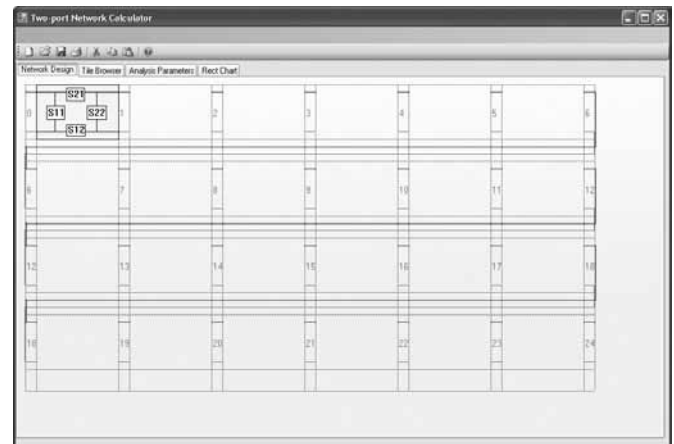 Two-port Network Calculator
Network Design Tile Browser Analysis Parameters Rect Chart
S21
0 S11 S22 1 2 3 4 5 6
S12
6 7 8 9 10 11 12
12 13 14 15 16 17 18
18 19 20 21 22 23 24